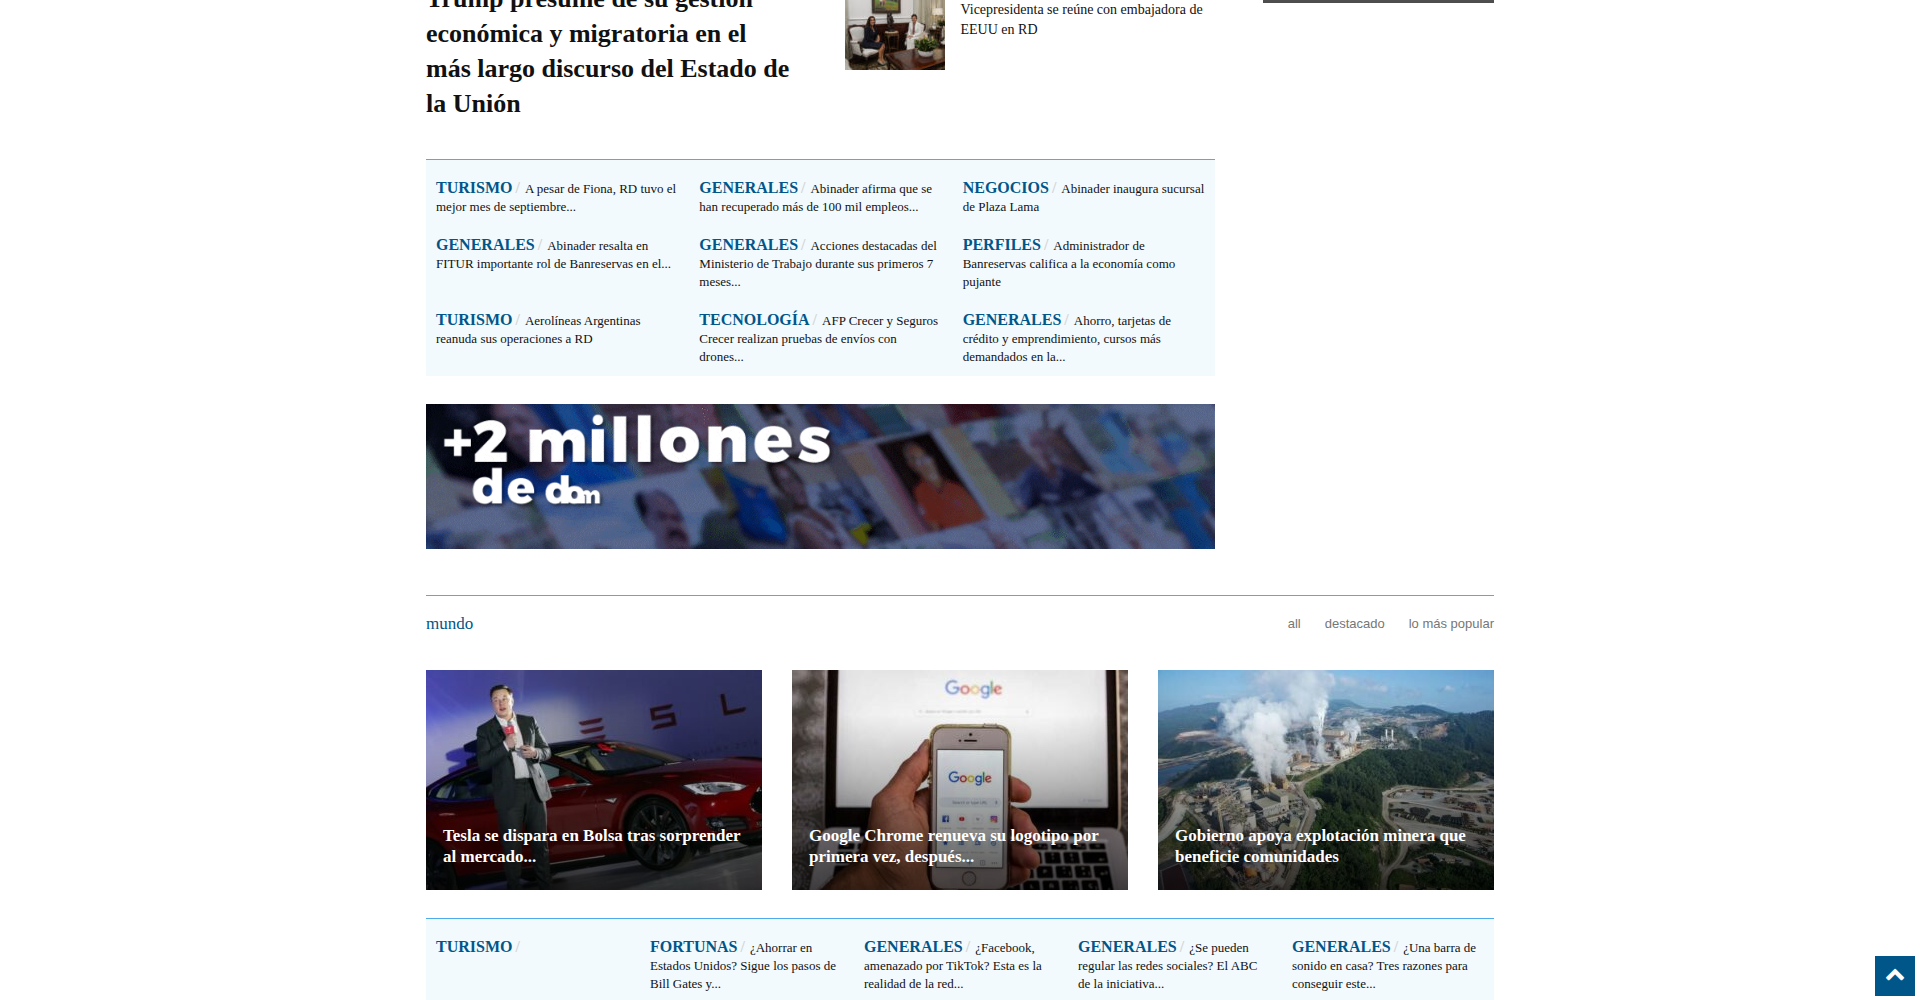 Trump presume de su gestión
económica y migratoria en el
más largo discurso del Estado de
la Unión
Vicepresidenta se reúne con embajadora de
EEUU en RD
TURISMO / A pesar de Fiona, RD tuvo el
mejor mes de septiembre...
GENERALES / Abinader afirma que se
han recuperado más de 100 mil empleos...
NEGOCIOS / Abinader inaugura sucursal
de Plaza Lama
GENERALES / Abinader resalta en
FITUR importante rol de Banreservas en el...
GENERALES / Acciones destacadas del
Ministerio de Trabajo durante sus primeros 7
meses...
PERFILES / Administrador de
Banreservas califica a la economía como
pujante
TURISMO / Aerolíneas Argentinas
reanuda sus operaciones a RD
TECNOLOGÍA / AFP Crecer y Seguros
Crecer realizan pruebas de envíos con
drones...
GENERALES / Ahorro, tarjetas de
crédito y emprendimiento, cursos más
demandados en la...
+2 millones
de
mundo
all destacado lo más popular
TESL
Tesla se dispara en Bolsa tras sorprender
al mercado...
Google
Google
Google Chrome renueva su logotipo por
primera vez, después...
Gobierno apoya explotación minera que
beneficie comunidades
TURISMO /
FORTUNAS / ¿Ahorrar en
Estados Unidos? Sigue los pasos de
Bill Gates y...
GENERALES / ¿Facebook,
amenazado por TikTok? Esta es la
realidad de la red...
GENERALES / ¿Se pueden
regular las redes sociales? El ABC
de la iniciativa...
GENERALES / ¿Una barra de
sonido en casa? Tres razones para
conseguir este...